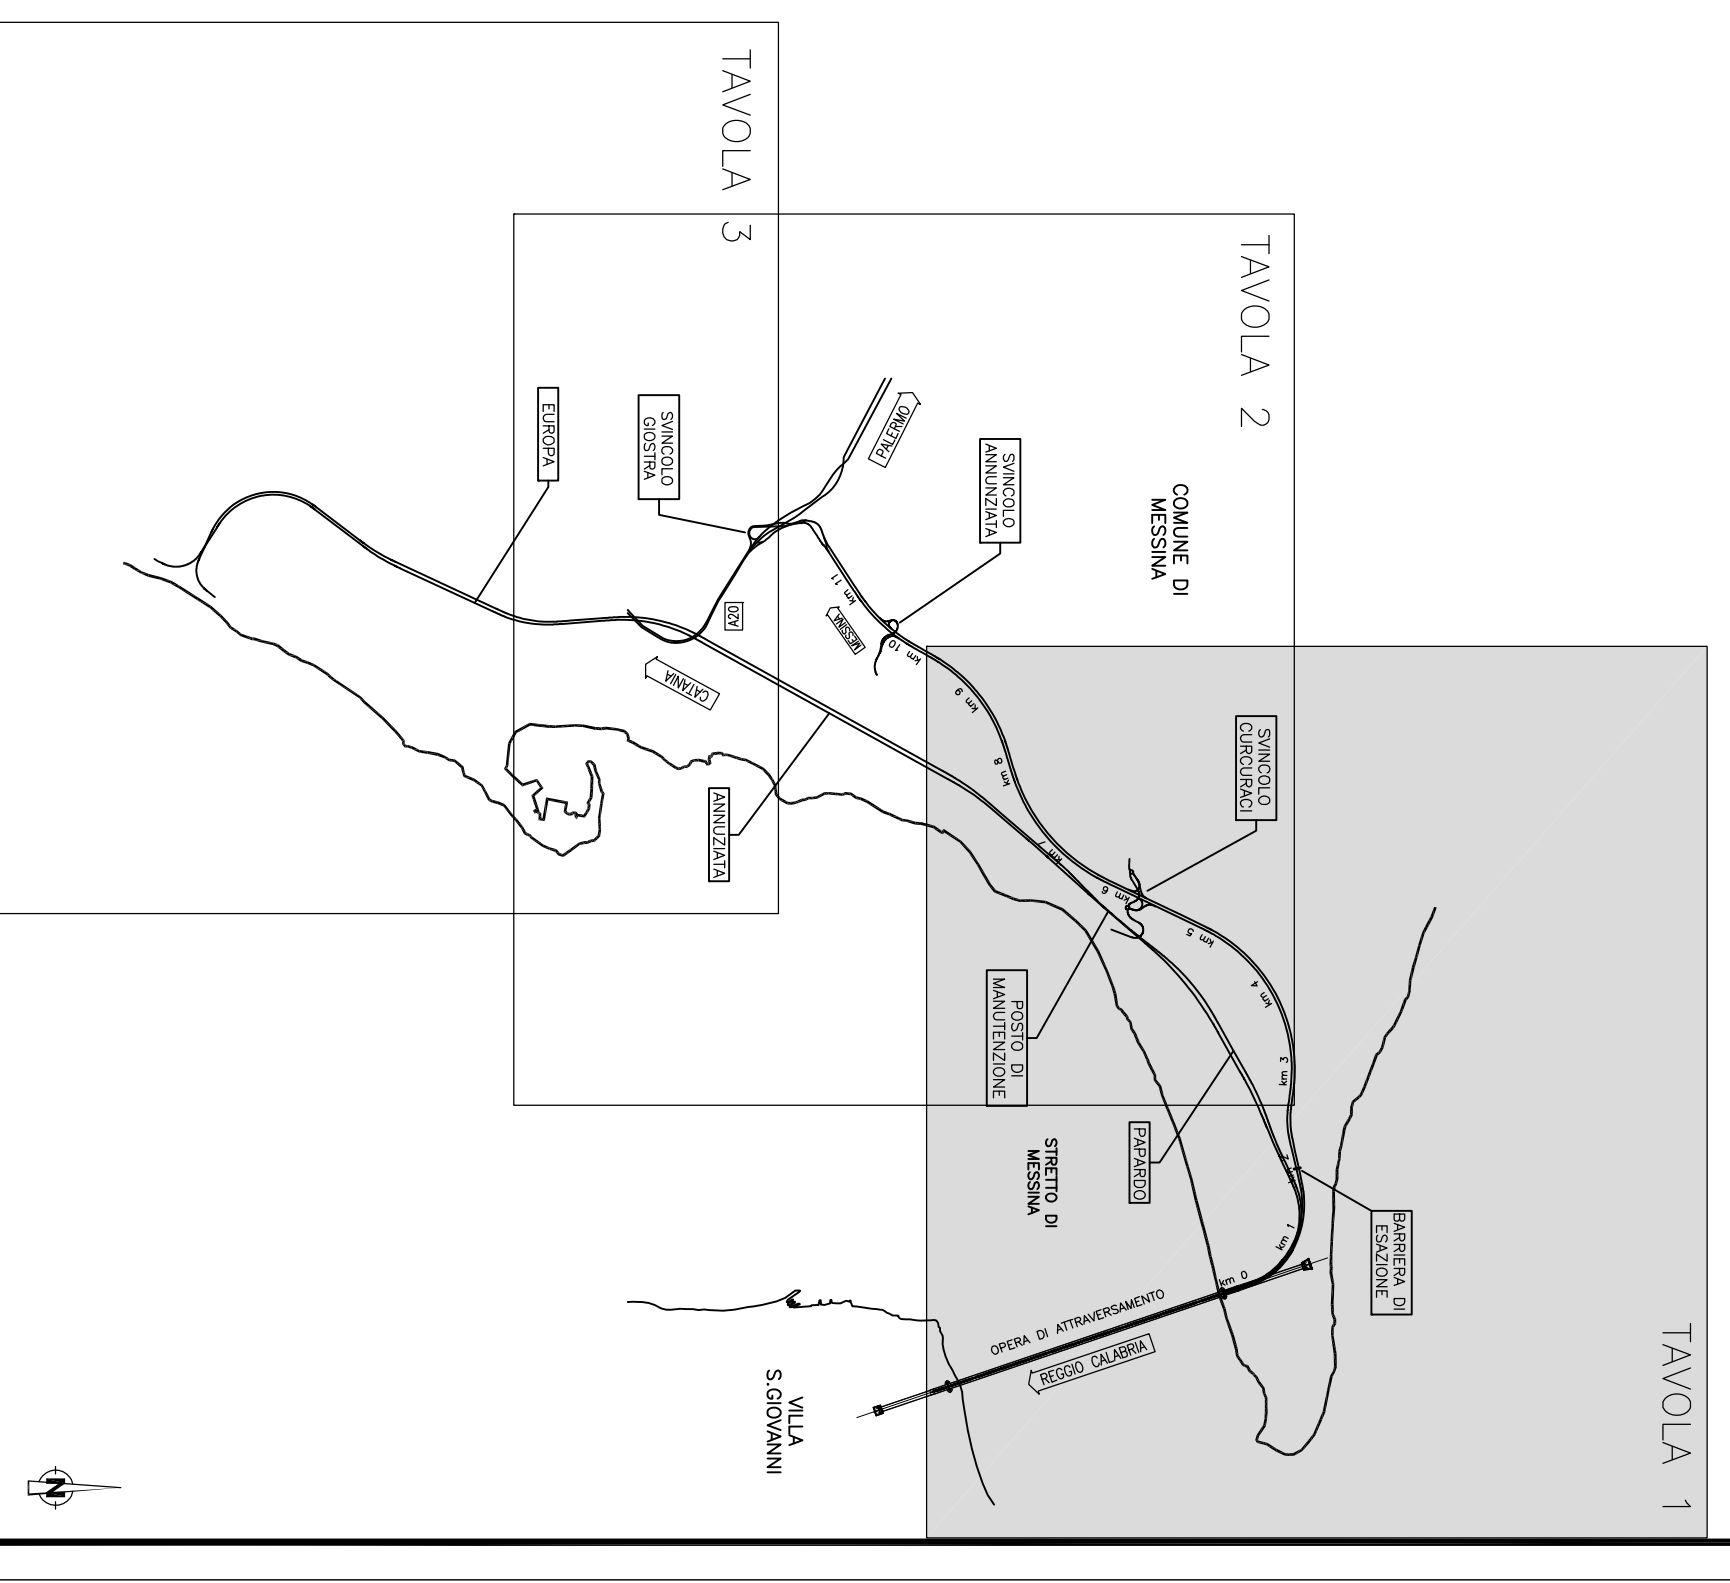 TAVOLA 3
TAVOLA 2
TAVOLA 1
COMUNE DI
MESSINA
PALERMO
SVINCOLO
ANNUNZIATA
SVINCOLO
GIOSTRA
EUROPA
A20
MESSINA
CATANIA
ANNUZIATA
SVINCOLO
CURCURACI
POSTO DI
MANUTENZIONE
PAPARDO
BARRIERA DI
ESAZIONE
STRETTO DI
MESSINA
OPERA DI ATTRAVERSAMENTO
REGGIO CALABRIA
VILLA
S.GIOVANNI
km 0
km 1
km 2
km 3
km 4
km 5
km 6
km 7
km 8
km 9
km 10
km 11
N